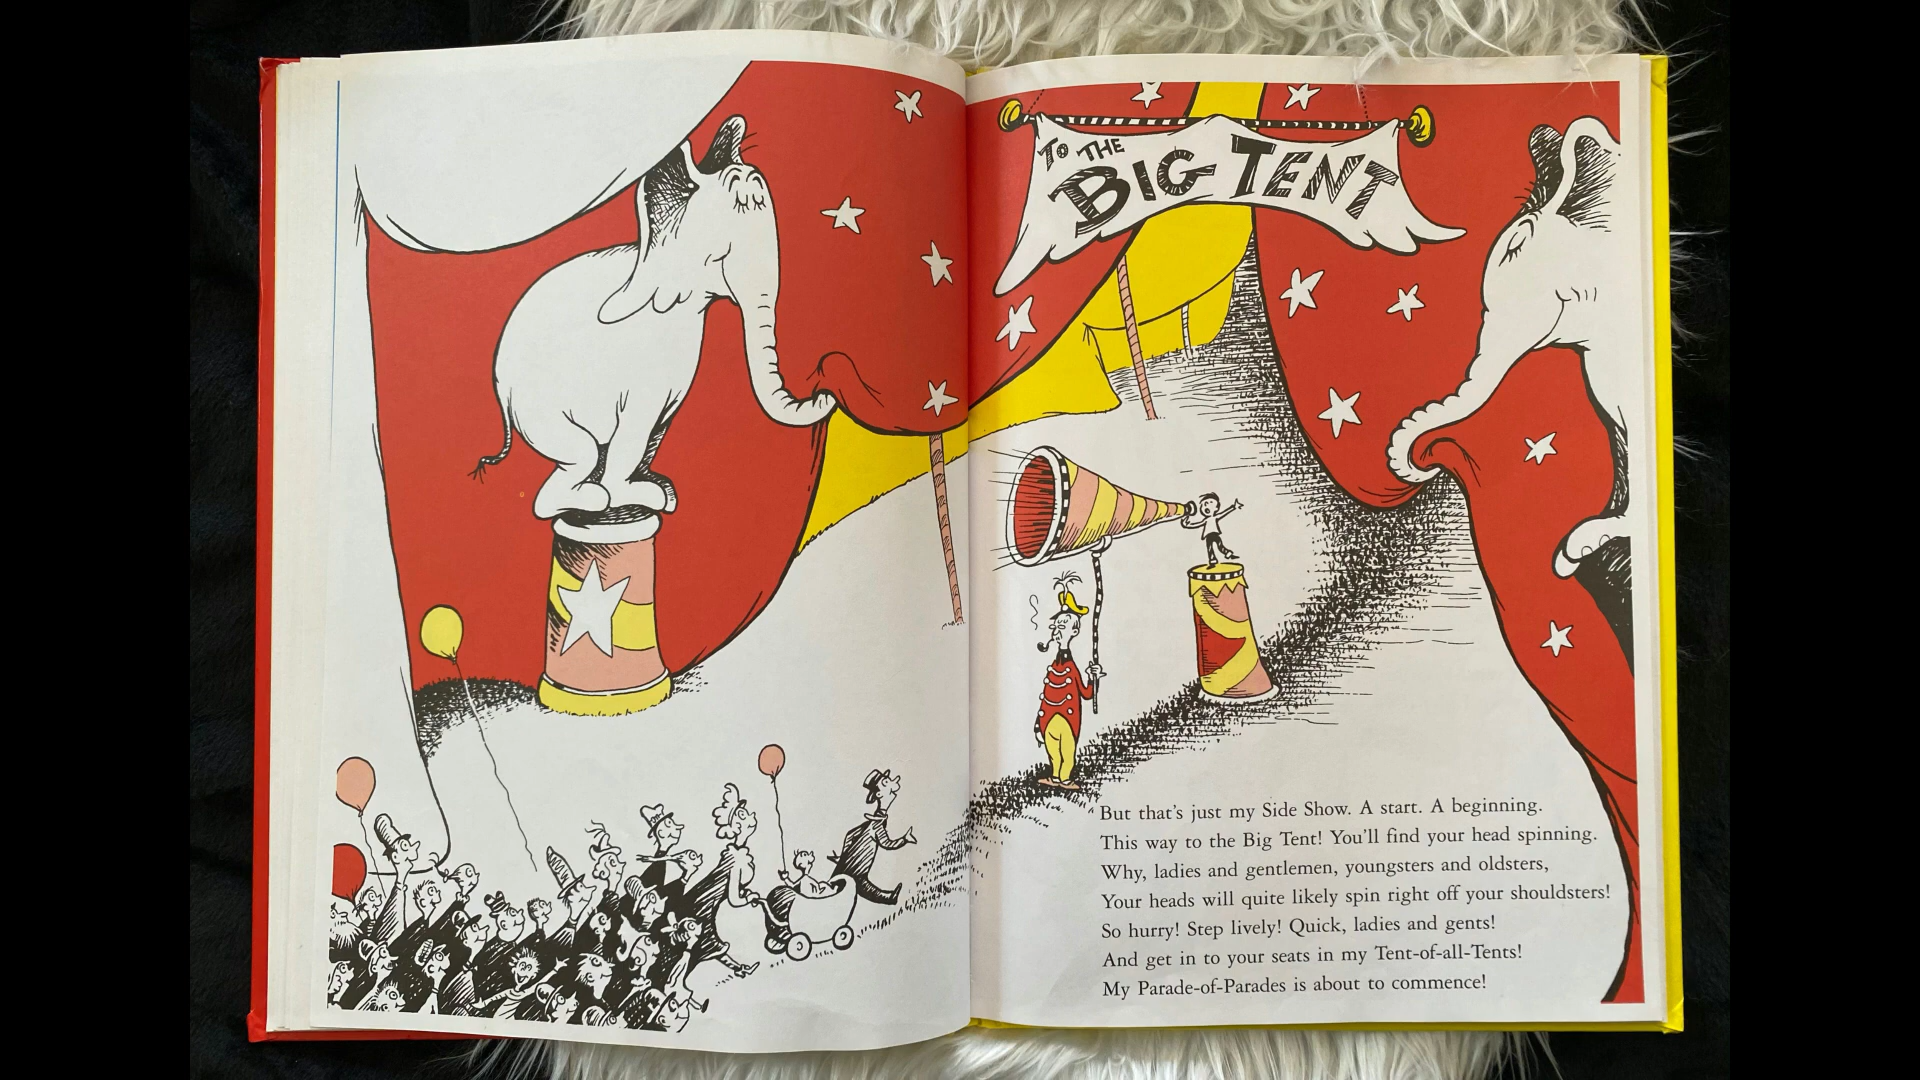 TO THE
BIG TENT
But that's just my Side Show. A start. A beginning.
This way to the Big Tent! You'll find your head spinning.
Why, ladies and gentlemen, youngsters and oldsters,
Your heads will quite likely spin right off your shouldsters!
So hurry! Step lively! Quick, ladies and gents!
And get in to your seats in my Tent-of-all-Tents!
My Parade-of-Parades is about to commence!